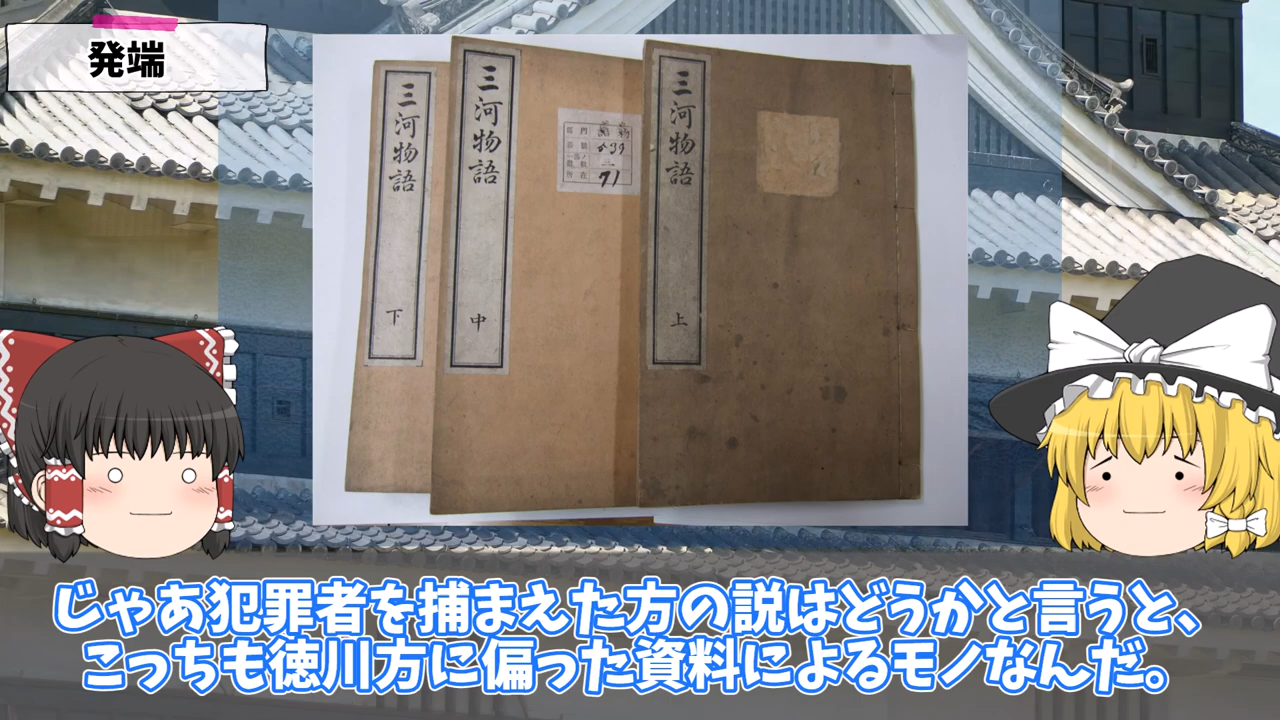 発端
三河物語
上
三河物語
中
三河物語
下
71
じゃあ犯罪者を捕まえた方の説はどうかと言うと、
こっちも徳川方に偏った資料によるモノなんだ。